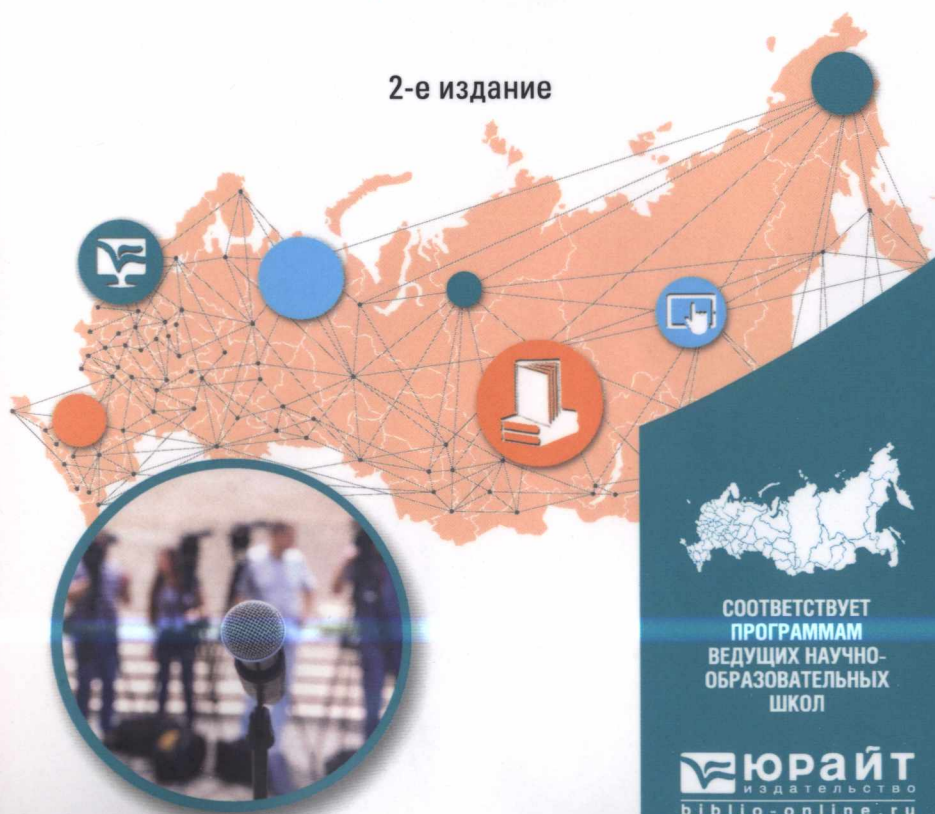 2-е издание
СООТВЕТСТВУЕТ
ПРОГРАММАМ
ВЕДУЩИХ НАУЧНО-
ОБРАЗОВАТЕЛЬНЫХ
ШКОЛ
юрайт
издательство
biblio-online.ru